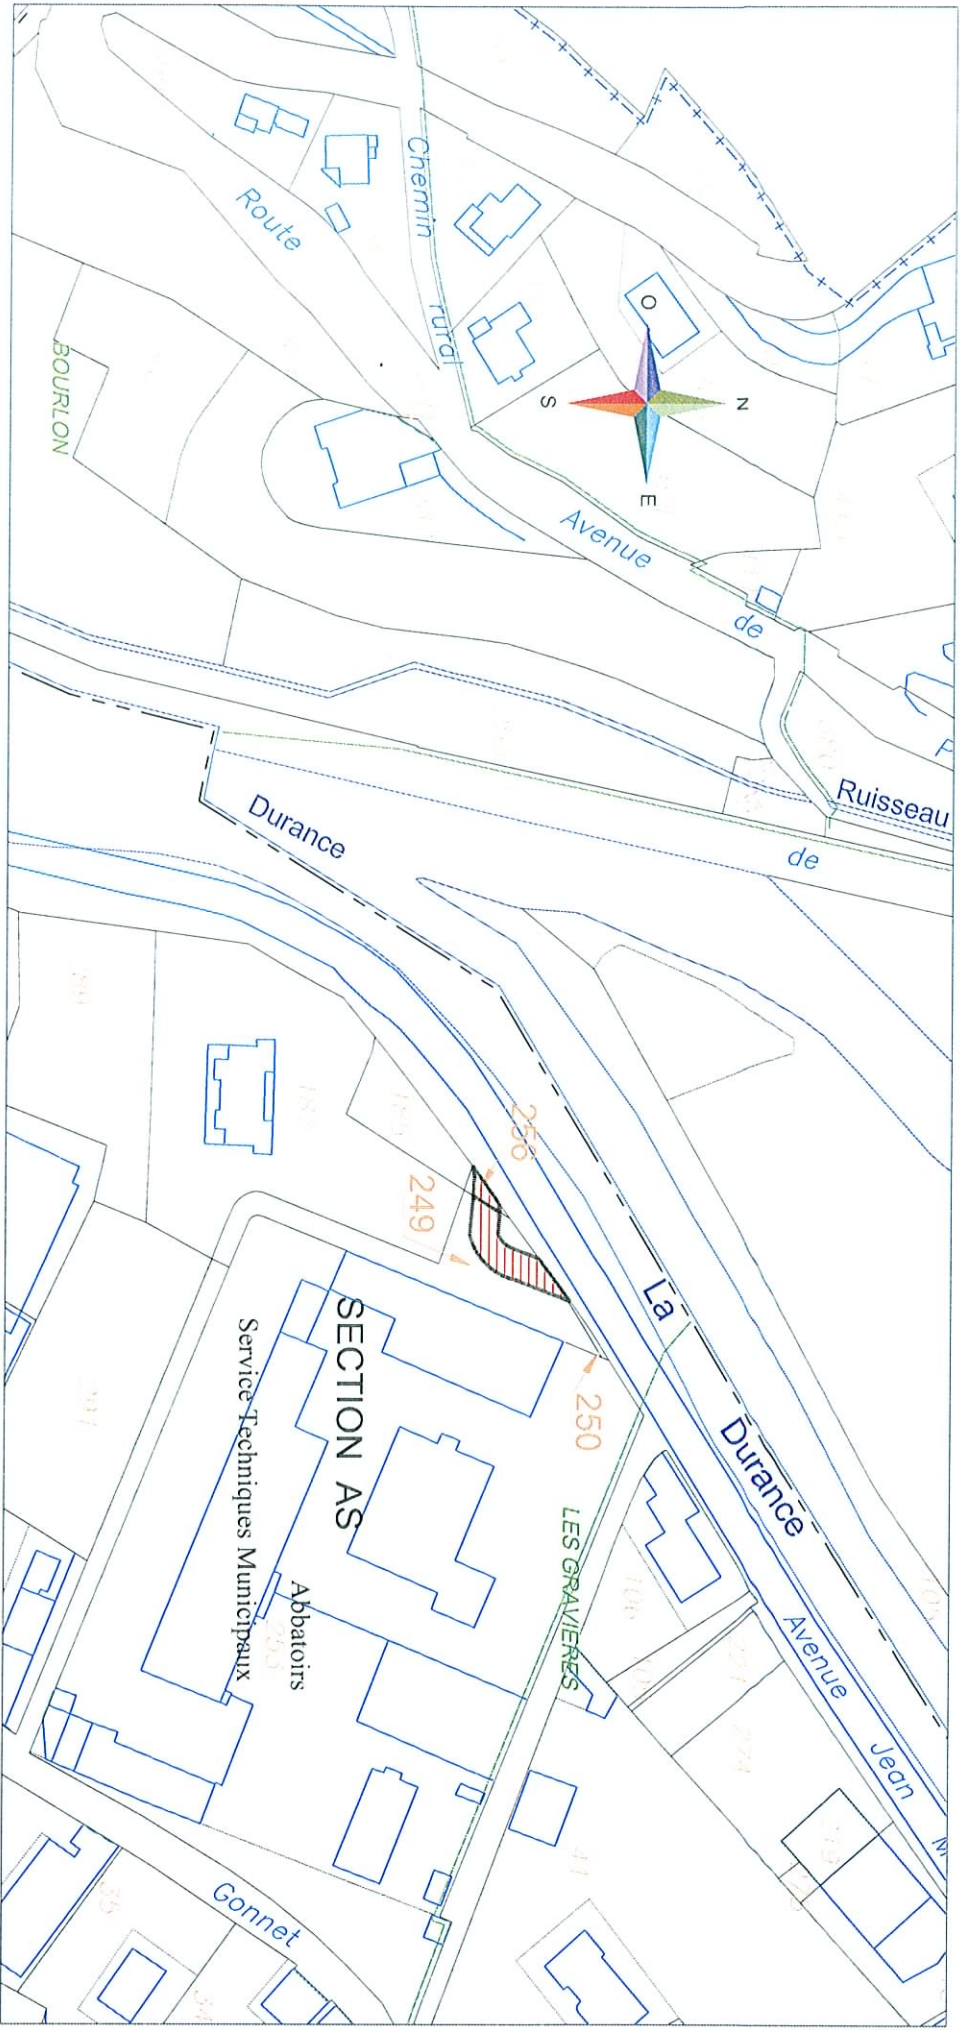 Chemin rural
Route
BOURLON
O
N
S
E
Avenue
de
P
Ruisseau
de
Durance
256
249
250
La
Durance
SECTION AS
Service Techniques Municipaux
Abbatoirs
LES GRAVIERES
Avenue
Jean
M
Gonnet